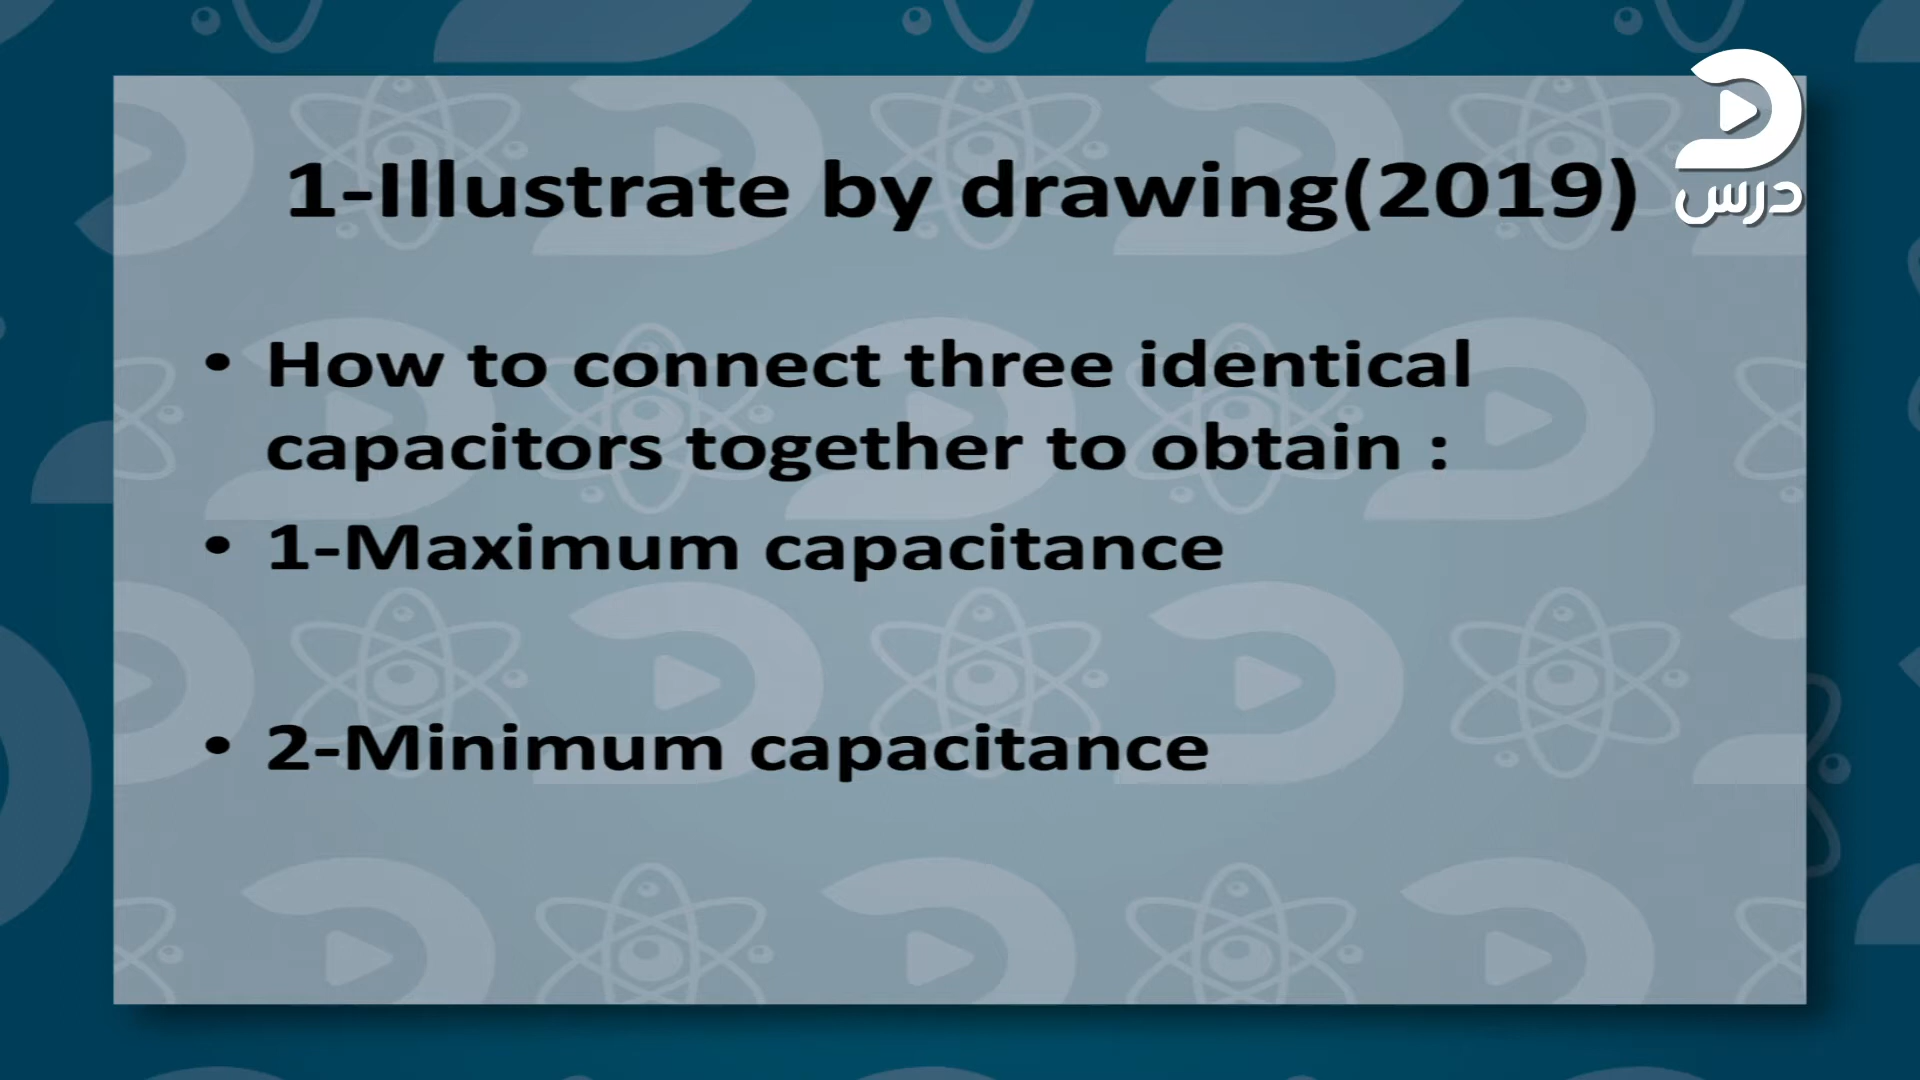 درس
1-Illustrate by drawing(2019)
• How to connect three identical
capacitors together to obtain :
• 1-Maximum capacitance
• 2-Minimum capacitance